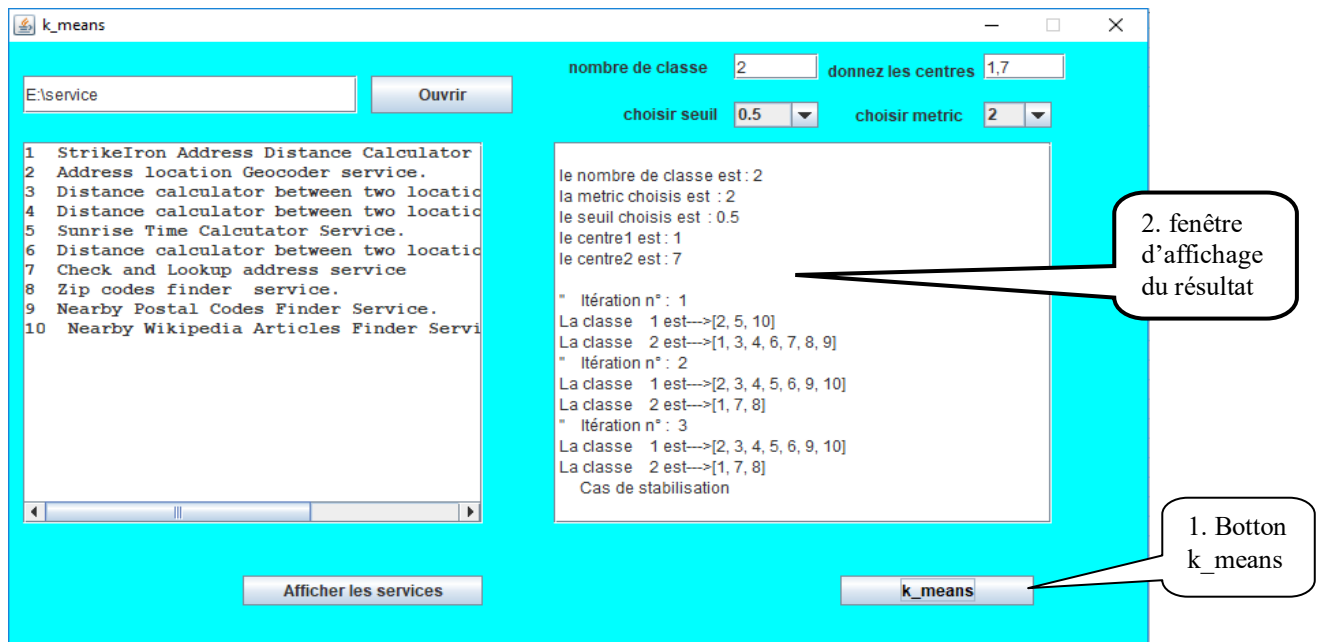 k_means
nombre de classe 2 donnez les centres 1,7
E:\service Ouvrir
choisir seuil 0.5 choisir metric 2
1 StrikeIron Address Distance Calculator
2 Address location Geocoder service.
3 Distance calculator between two locatio
4 Distance calculator between two locatio
5 Sunrise Time Calcutator Service.
6 Distance calculator between two locatio
7 Check and Lookup address service
8 Zip codes finder service.
9 Nearby Postal Codes Finder Service.
10 Nearby Wikipedia Articles Finder Servi
le nombre de classe est : 2
la metric choisis est : 2
le seuil choisis est : 0.5
le centre1 est : 1
le centre2 est : 7
" Itération n° : 1
La classe 1 est--->[2, 5, 10]
La classe 2 est--->[1, 3, 4, 6, 7, 8, 9]
" Itération n° : 2
La classe 1 est--->[2, 3, 4, 5, 6, 9, 10]
La classe 2 est--->[1, 7, 8]
" Itération n° : 3
La classe 1 est--->[2, 3, 4, 5, 6, 9, 10]
La classe 2 est--->[1, 7, 8]
Cas de stabilisation
2. fenêtre
d’affichage
du résultat
1. Botton
k_means
Afficher les services
k_means